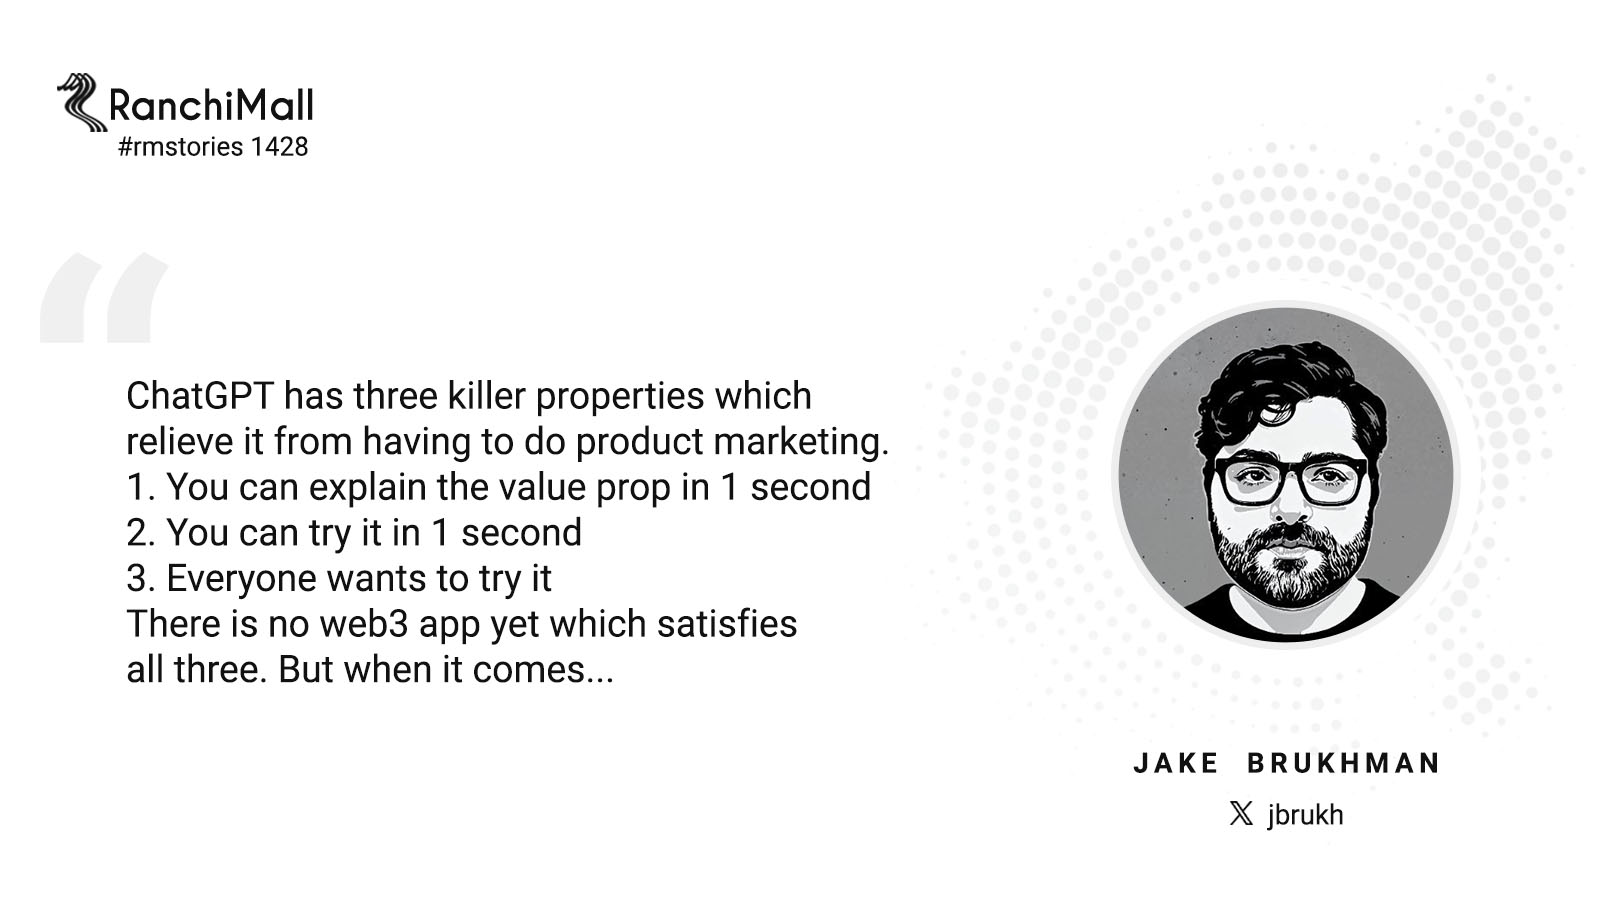 RanchiMall
#rmstories 1428
“
ChatGPT has three killer properties which
relieve it from having to do product marketing.
1. You can explain the value prop in 1 second
2. You can try it in 1 second
3. Everyone wants to try it
There is no web3 app yet which satisfies
all three. But when it comes...
JAKE BRUKHMAN
𝕏 jbrukh